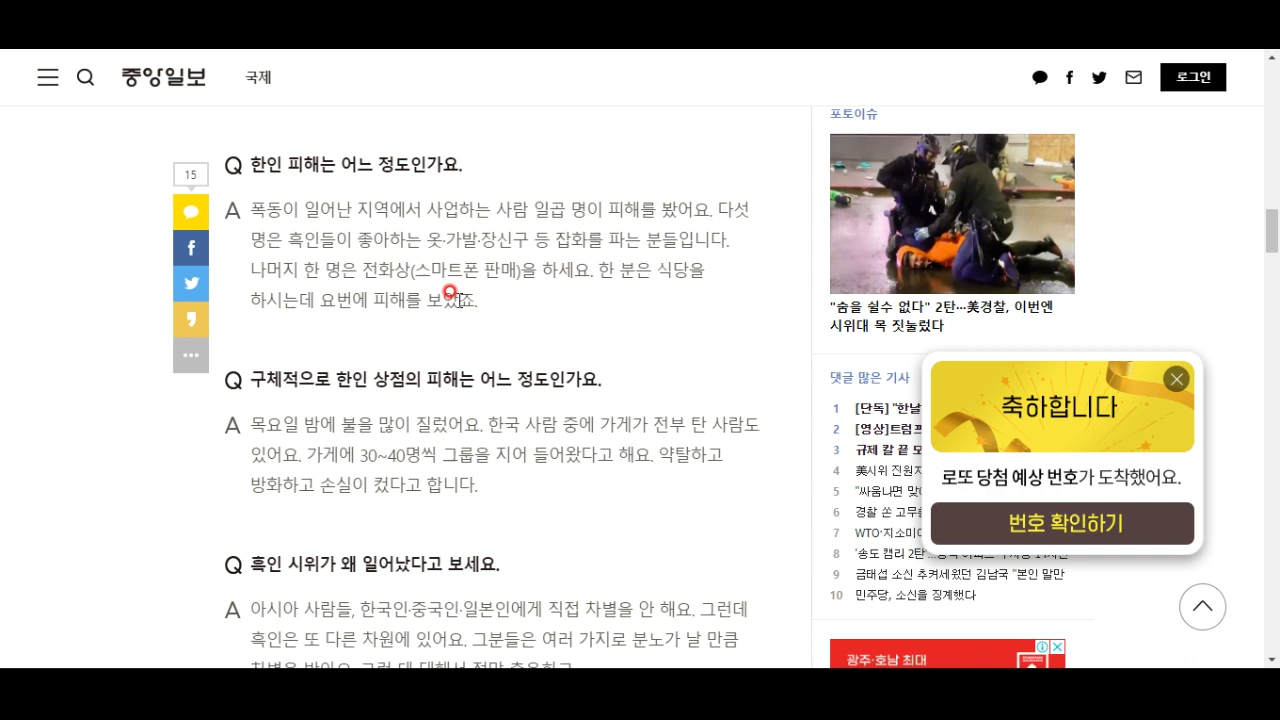 중앙일보
국제
로그인
15
Q 한인 피해는 어느 정도인가요.
A 폭동이 일어난 지역에서 사업하는 사람 일곱 명이 피해를 봤어요. 다섯
명은 흑인들이 좋아하는 옷·가발·장신구 등 잡화를 파는 분들입니다.
나머지 한 명은 전화상(스마트폰 판매)을 하세요. 한 분은 식당을
하시는데 요번에 피해를 보았죠.
Q 구체적으로 한인 상점의 피해는 어느 정도인가요.
A 목요일 밤에 불을 많이 질렀어요. 한국 사람 중에 가게가 전부 탄 사람도
있어요. 가게에 30~40명씩 그룹을 지어 들어왔다고 해요. 약탈하고
방화하고 손실이 컸다고 합니다.
Q 흑인 시위가 왜 일어났다고 보세요.
A 아시아 사람들, 한국인·중국인·일본인에게 직접 차별을 안 해요. 그런데
흑인은 또 다른 차원에 있어요. 그분들은 여러 가지로 분노가 날 만큼
포토이슈
"숨을 쉴수 없다" 2탄…美경찰, 이번엔
시위대 목 짓눌렀다
댓글 많은 기사
1 [단독] "한날
2 [영상]트럼프
3 규제 칼 끝 모
4 美시위 진원지
5 "싸움나면 맞
6 경찰 쏜 고무
7 WTO·지소미
8 '송도 캠리 2탄'
9 금태섭 소신 추켜세웠던 김남국 "본인 말만
10 민주당, 소신을 징계했다
축하합니다
로또 당첨 예상 번호가 도착했어요.
번호 확인하기
광주·호남 최대